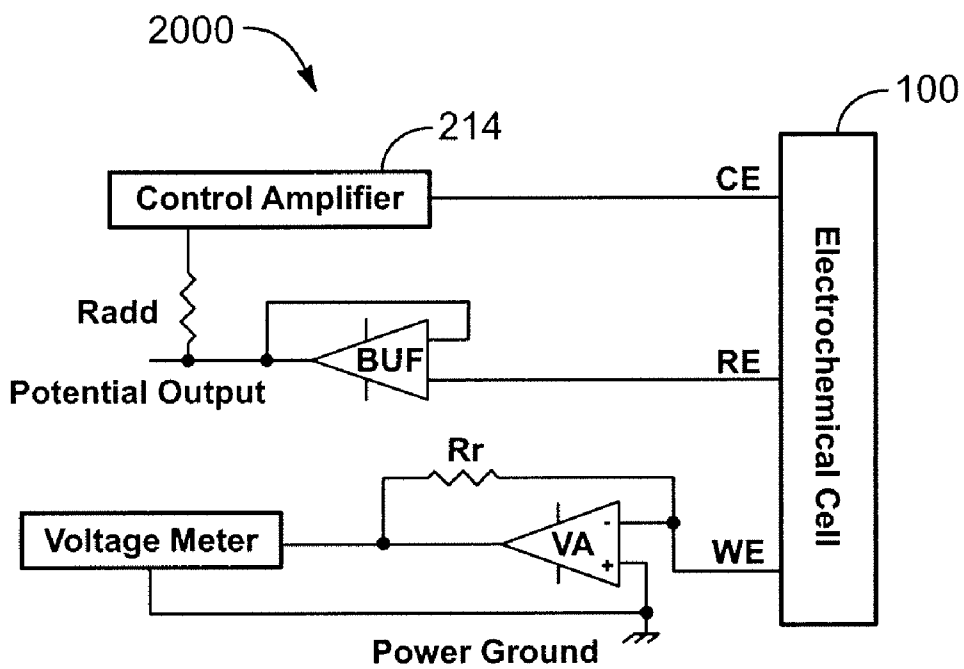 2000
100
214
Control Amplifier
CE
Radd
BUF
RE
Potential Output
Electrochemical Cell
Rr
Voltage Meter
VA
-
+
WE
Power Ground